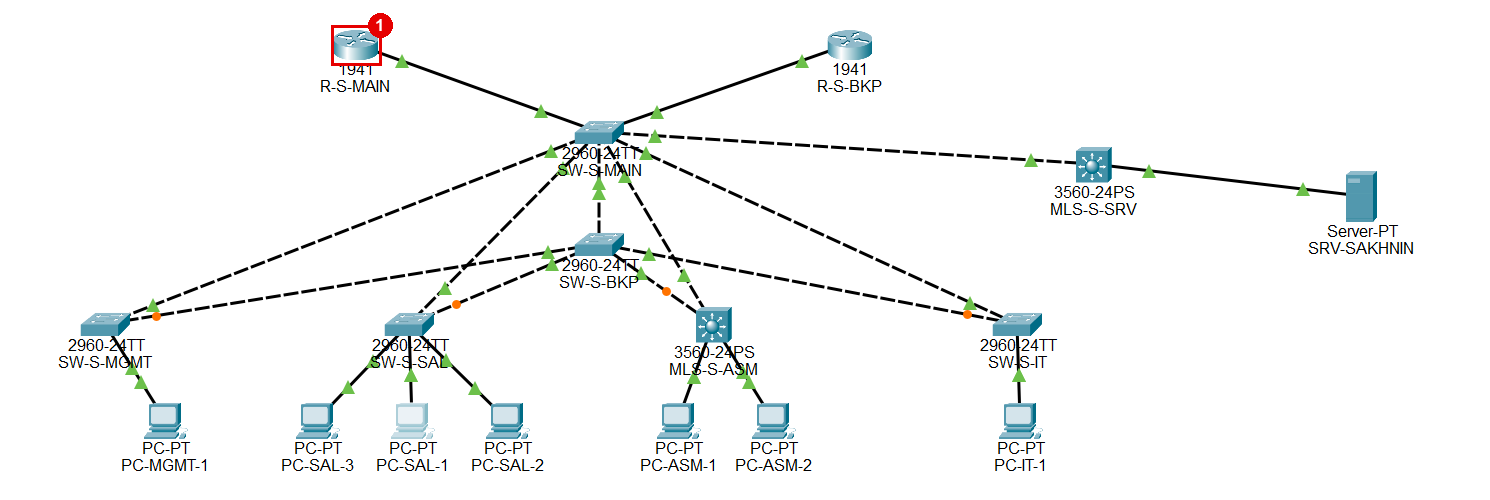 1
1941
R-S-MAIN
1941
R-S-BKP
2960-24TT
SW-S-MAIN
3560-24PS
MLS-S-SRV
Server-PT
SRV-SAKHNIN
2960-24TT
SW-S-BKP
2960-24TT
SW-S-MGMT
2960-24TT
SW-S-SAL
3560-24PS
MLS-S-ASM
2960-24TT
SW-S-IT
PC-PT
PC-MGMT-1
PC-PT
PC-SAL-3
PC-PT
PC-SAL-1
PC-PT
PC-SAL-2
PC-PT
PC-ASM-1
PC-PT
PC-ASM-2
PC-PT
PC-IT-1